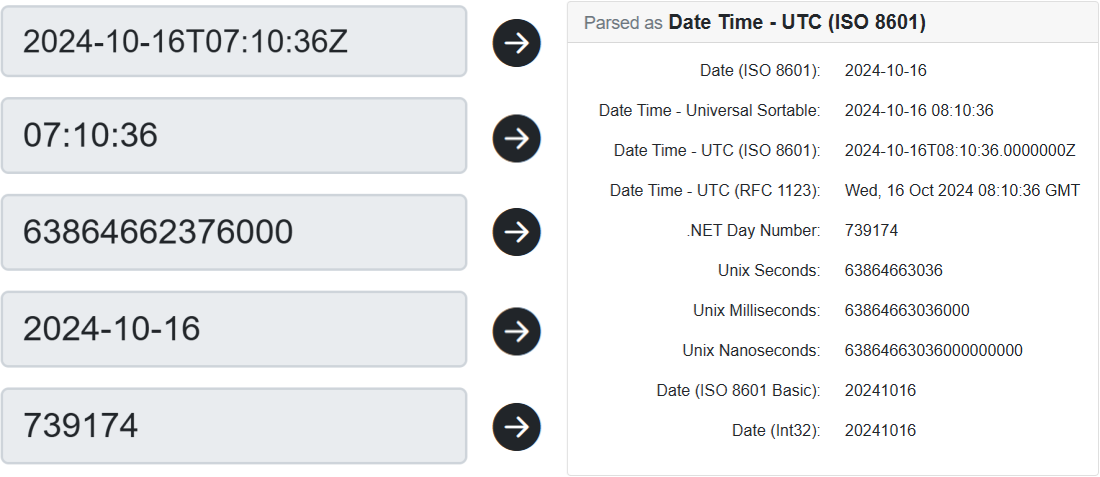 2024-10-16T07:10:36Z
07:10:36
63864662376000
2024-10-16
739174
Parsed as Date Time - UTC (ISO 8601)
Date (ISO 8601): 2024-10-16
Date Time - Universal Sortable: 2024-10-16 08:10:36
Date Time - UTC (ISO 8601): 2024-10-16T08:10:36.0000000Z
Date Time - UTC (RFC 1123): Wed, 16 Oct 2024 08:10:36 GMT
.NET Day Number: 739174
Unix Seconds: 63864663036
Unix Milliseconds: 63864663036000
Unix Nanoseconds: 63864663036000000000
Date (ISO 8601 Basic): 20241016
Date (Int32): 20241016